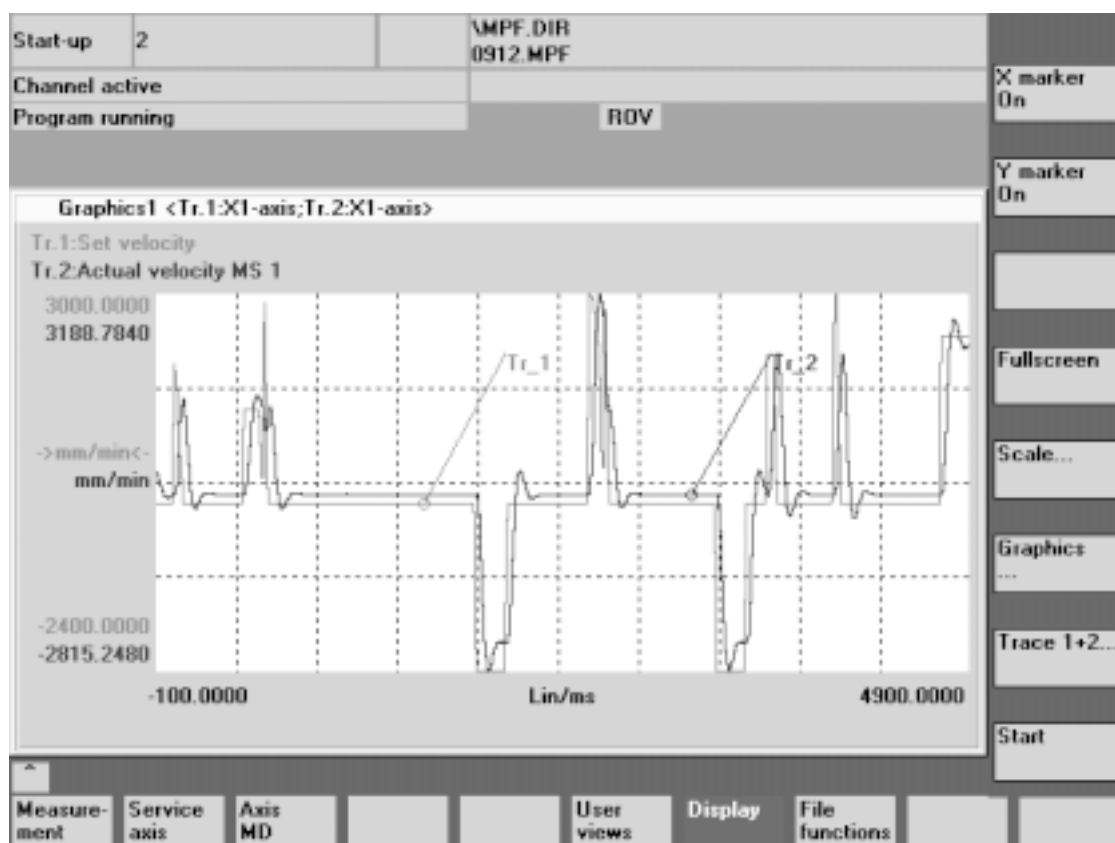 Start-up
2
\MPF.DIR
0912.MPF
Channel active
Program running
ROV
X marker
On
Y marker
On
Graphics1 <Tr.1:X1-axis;Tr.2:X1-axis>
Tr.1:Set velocity
Tr.2:Actual velocity MS 1
3000.0000
3188.7840
Tr_1
Tr_2
->mm/min<-
mm/min
-2400.0000
-2815.2480
-100.0000
Lin/ms
4900.0000
Fullscreen
Scale...
Graphics
...
Trace 1+2...
Start
^
Measure-
ment
Service
axis
Axis
MD
User
views
Display
File
functions